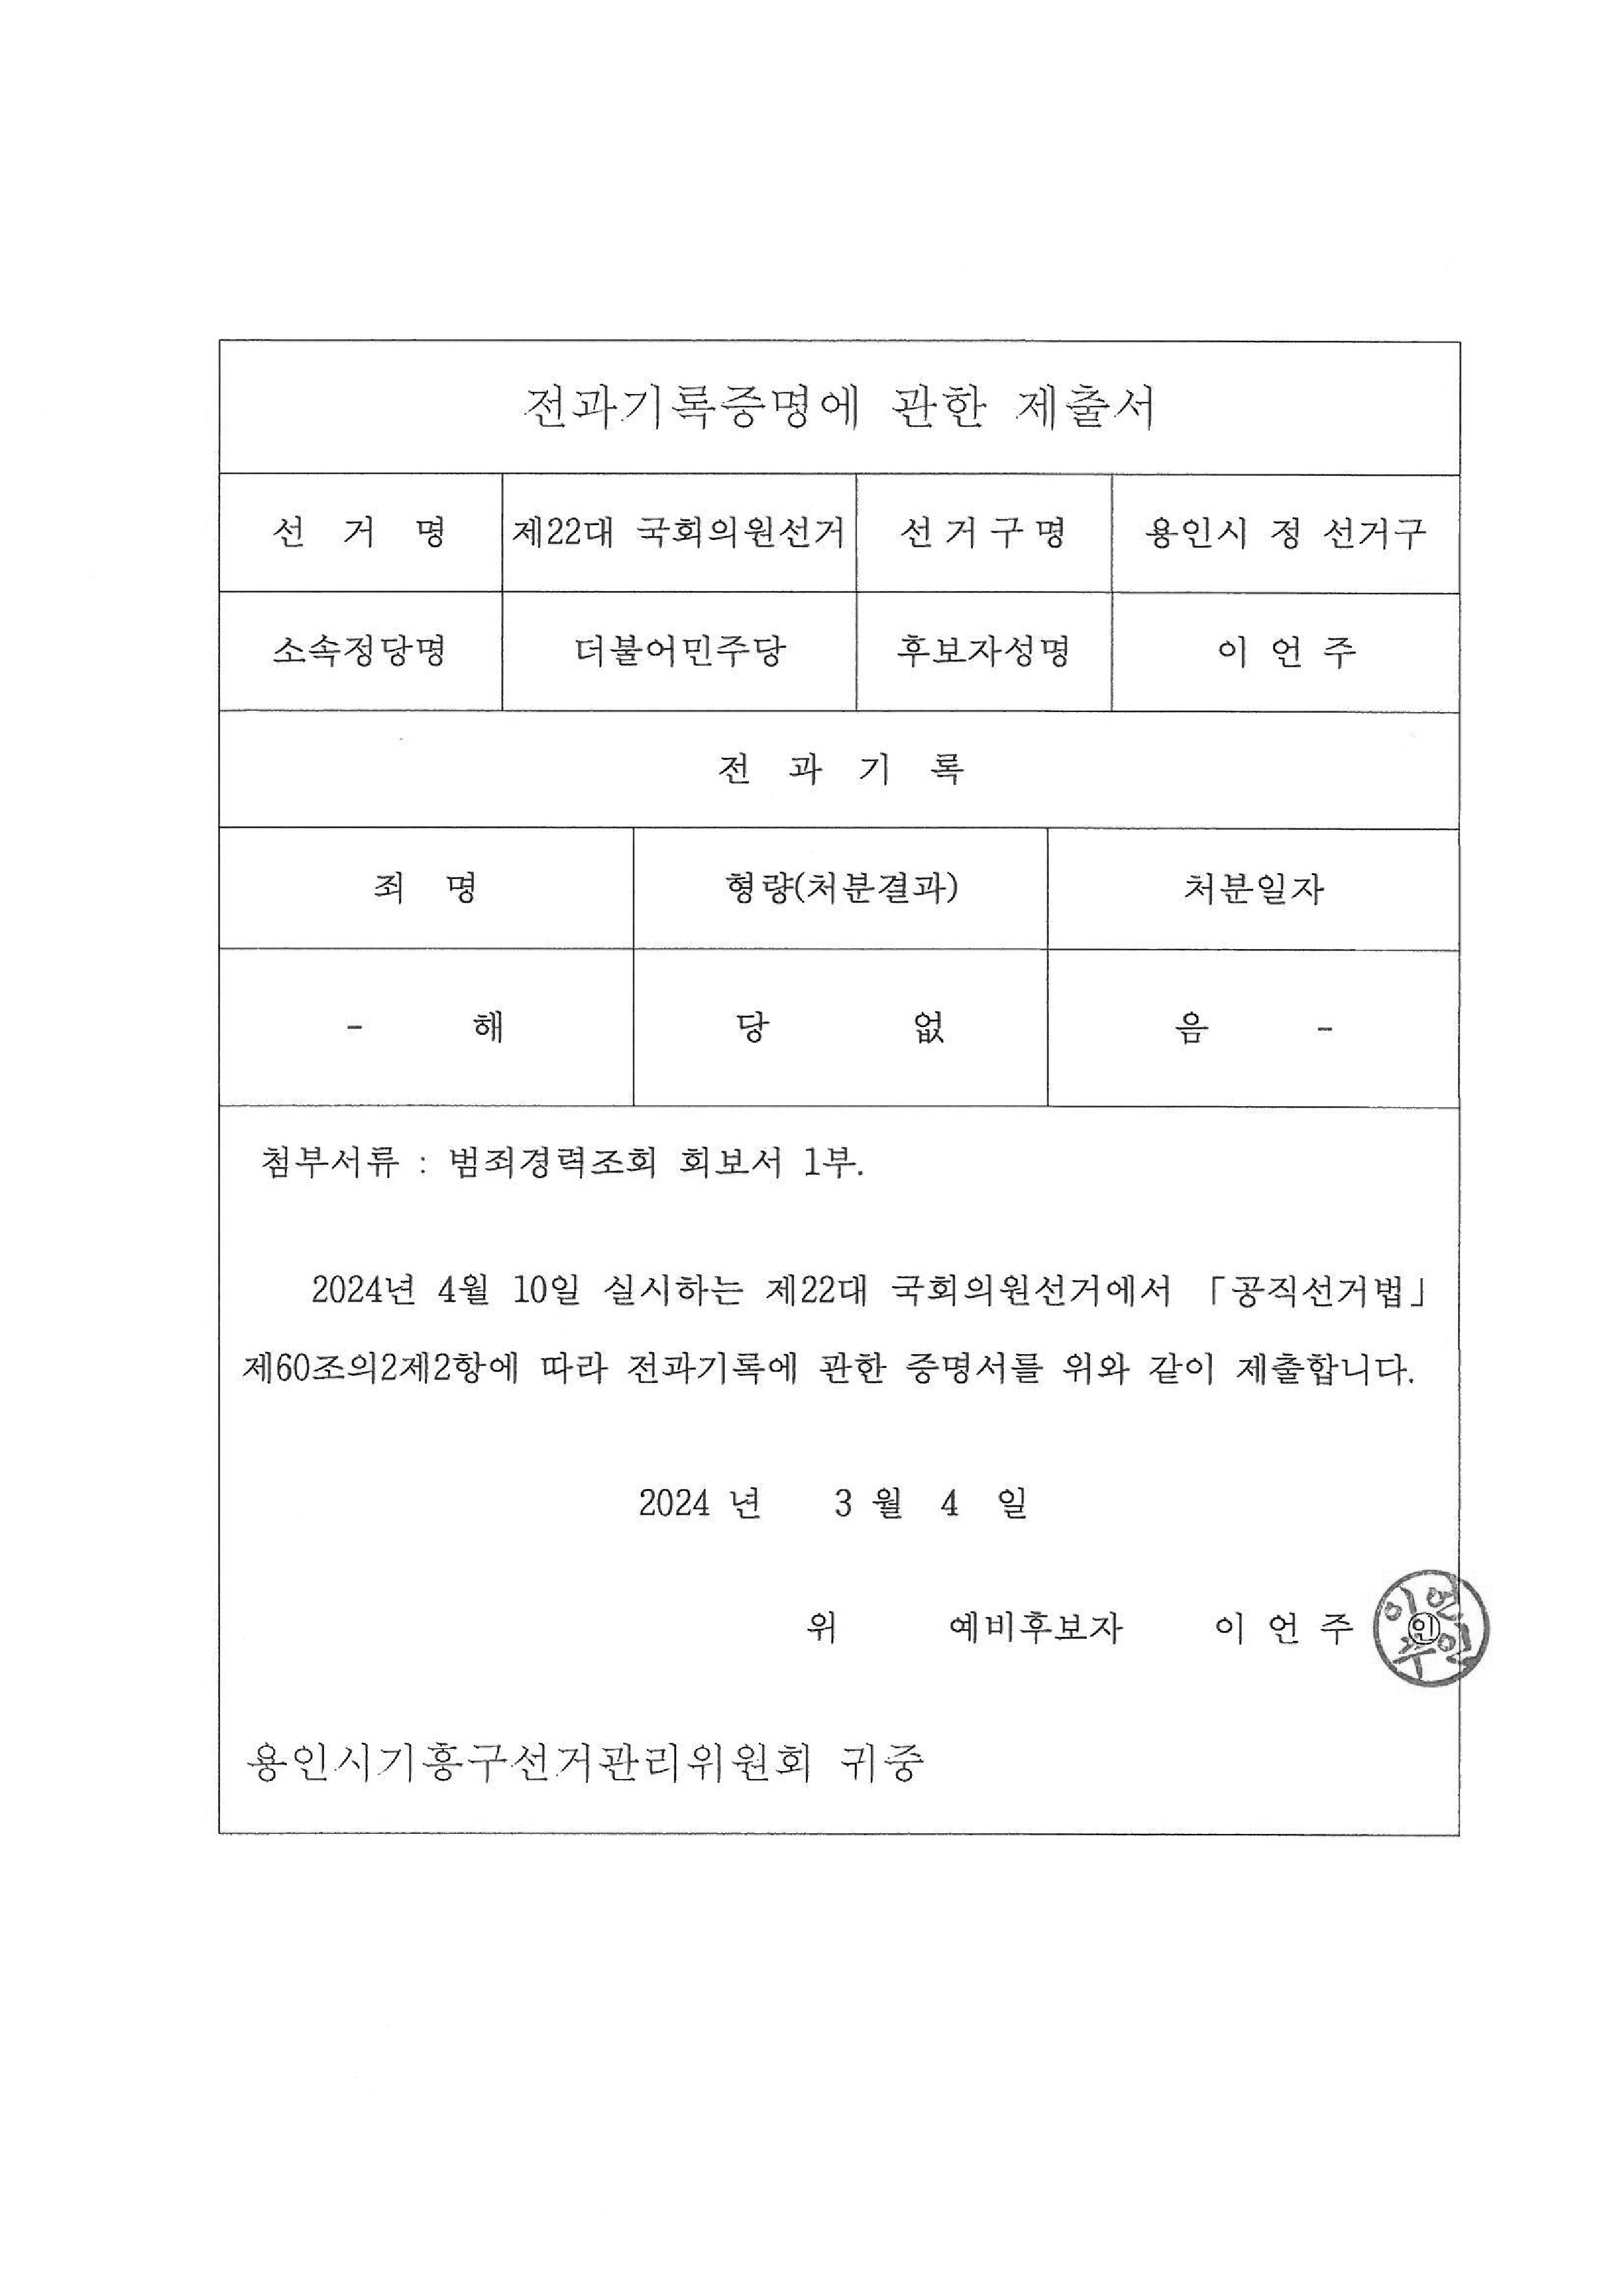 전과기록증명에 관한 제출서
선 거 명 제22대 국회의원선거 선거구명 용인시 정 선거구
소속정당명 더불어민주당 후보자성명 이 언 주
전 과 기 록
죄 명 형량(처분결과) 처분일자
- 해 당 없 음 -
첨부서류 : 범죄경력조회 회보서 1부.
2024년 4월 10일 실시하는 제22대 국회의원선거에서 「공직선거법」
제60조의2제2항에 따라 전과기록에 관한 증명서를 위와 같이 제출합니다.
2024 년 3 월 4 일
위 예비후보자 이 언 주 ㉑인
이언
주인
용인시기흥구선거관리위원회 귀중